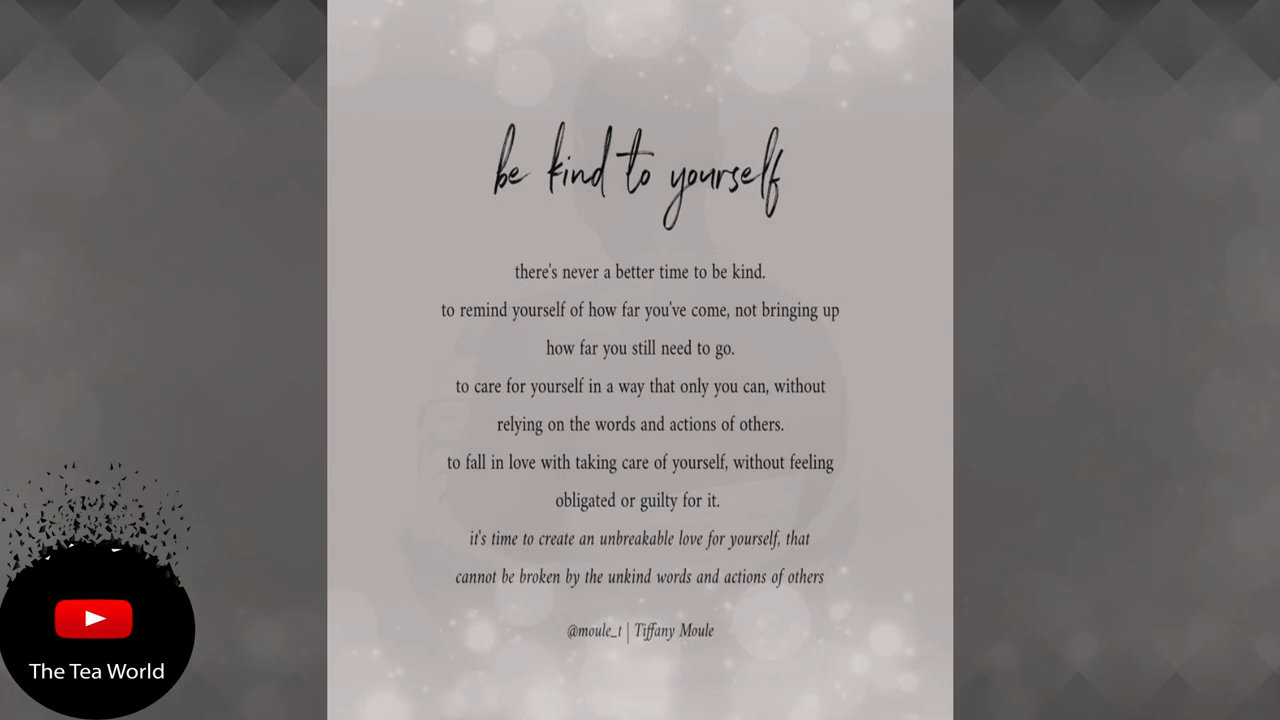 be kind to yourself
there's never a better time to be kind.
to remind yourself of how far you've come, not bringing up
how far you still need to go.
to care for yourself in a way that only you can, without
relying on the words and actions of others.
to fall in love with taking care of yourself, without feeling
obligated or guilty for it.
it's time to create an unbreakable love for yourself, that
cannot be broken by the unkind words and actions of others
@moule_t | Tiffany Moule
The Tea World